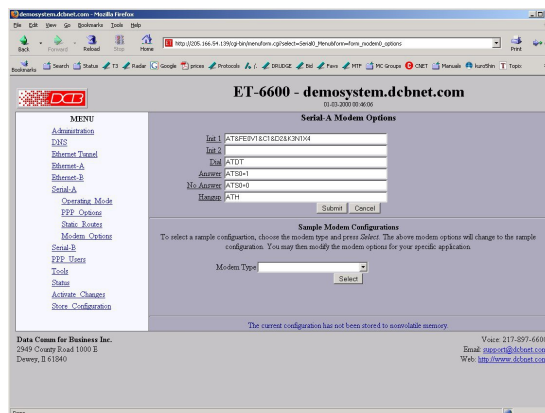 demosystem.dcbnet.com - Mozilla Firefox
File Edit View Go Bookmarks Tools Help
Back Forward Reload Stop Home http://205.166.54.139/cgi-bin/menuform.cgi?select=Serial0_Menu&form=form_modem0_options Print
Bookmarks Search Status T3 Radar Google prices Protocols DRUDGE Bid Favs MTF MC Groups CNET Manuals kuro5hin Topix
DCB
ET-6600 - demosystem.dcbnet.com
01-03-2000 00:46:06
MENU
Administration
DNS
Ethernet Tunnel
Ethernet-A
Ethernet-B
Serial-A
Operating Mode
PPP Options
Static Routes
Modem Options
Serial-B
PPP Users
Tools
Status
Activate Changes
Store Configuration
Serial-A Modem Options
Init 1 AT&FE0V1&C1&D2&K3N1X4
Init 2
Dial ATDT
Answer ATS0=1
No Answer ATS0=0
Hangup ATH
Submit Cancel
Sample Modem Configurations
To select a sample configuartion, choose the modem type and press Select. The above modem options will change to the sample
configuration. You may then modify the modem options for your specific application.
Modem Type
Select
The current configuration has not been stored to nonvolatile memory.
Data Comm for Business Inc.
2949 County Road 1000 E
Dewey, Il 61840
Voice: 217-897-6600
Email: support@dcbnet.com
Web: http://www.dcbnet.com
Done